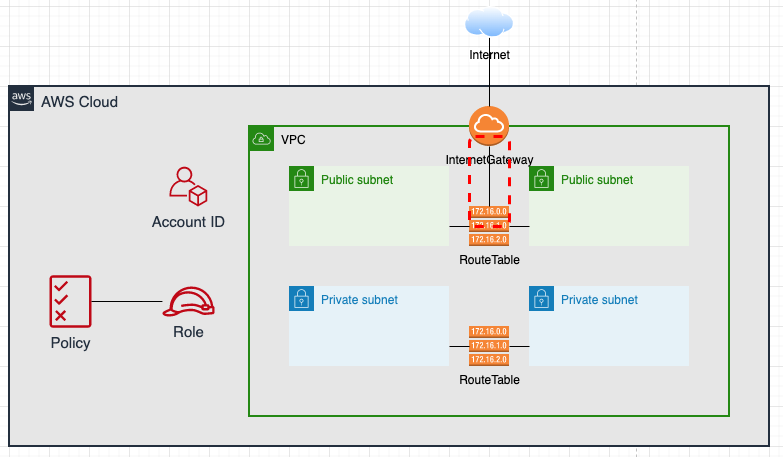 Internet
aws
AWS Cloud
VPC
InternetGateway
Public subnet
Public subnet
172.16.0.0
172.16.1.0
172.16.2.0
RouteTable
Account ID
Policy
Role
Private subnet
Private subnet
172.16.0.0
172.16.1.0
172.16.2.0
RouteTable